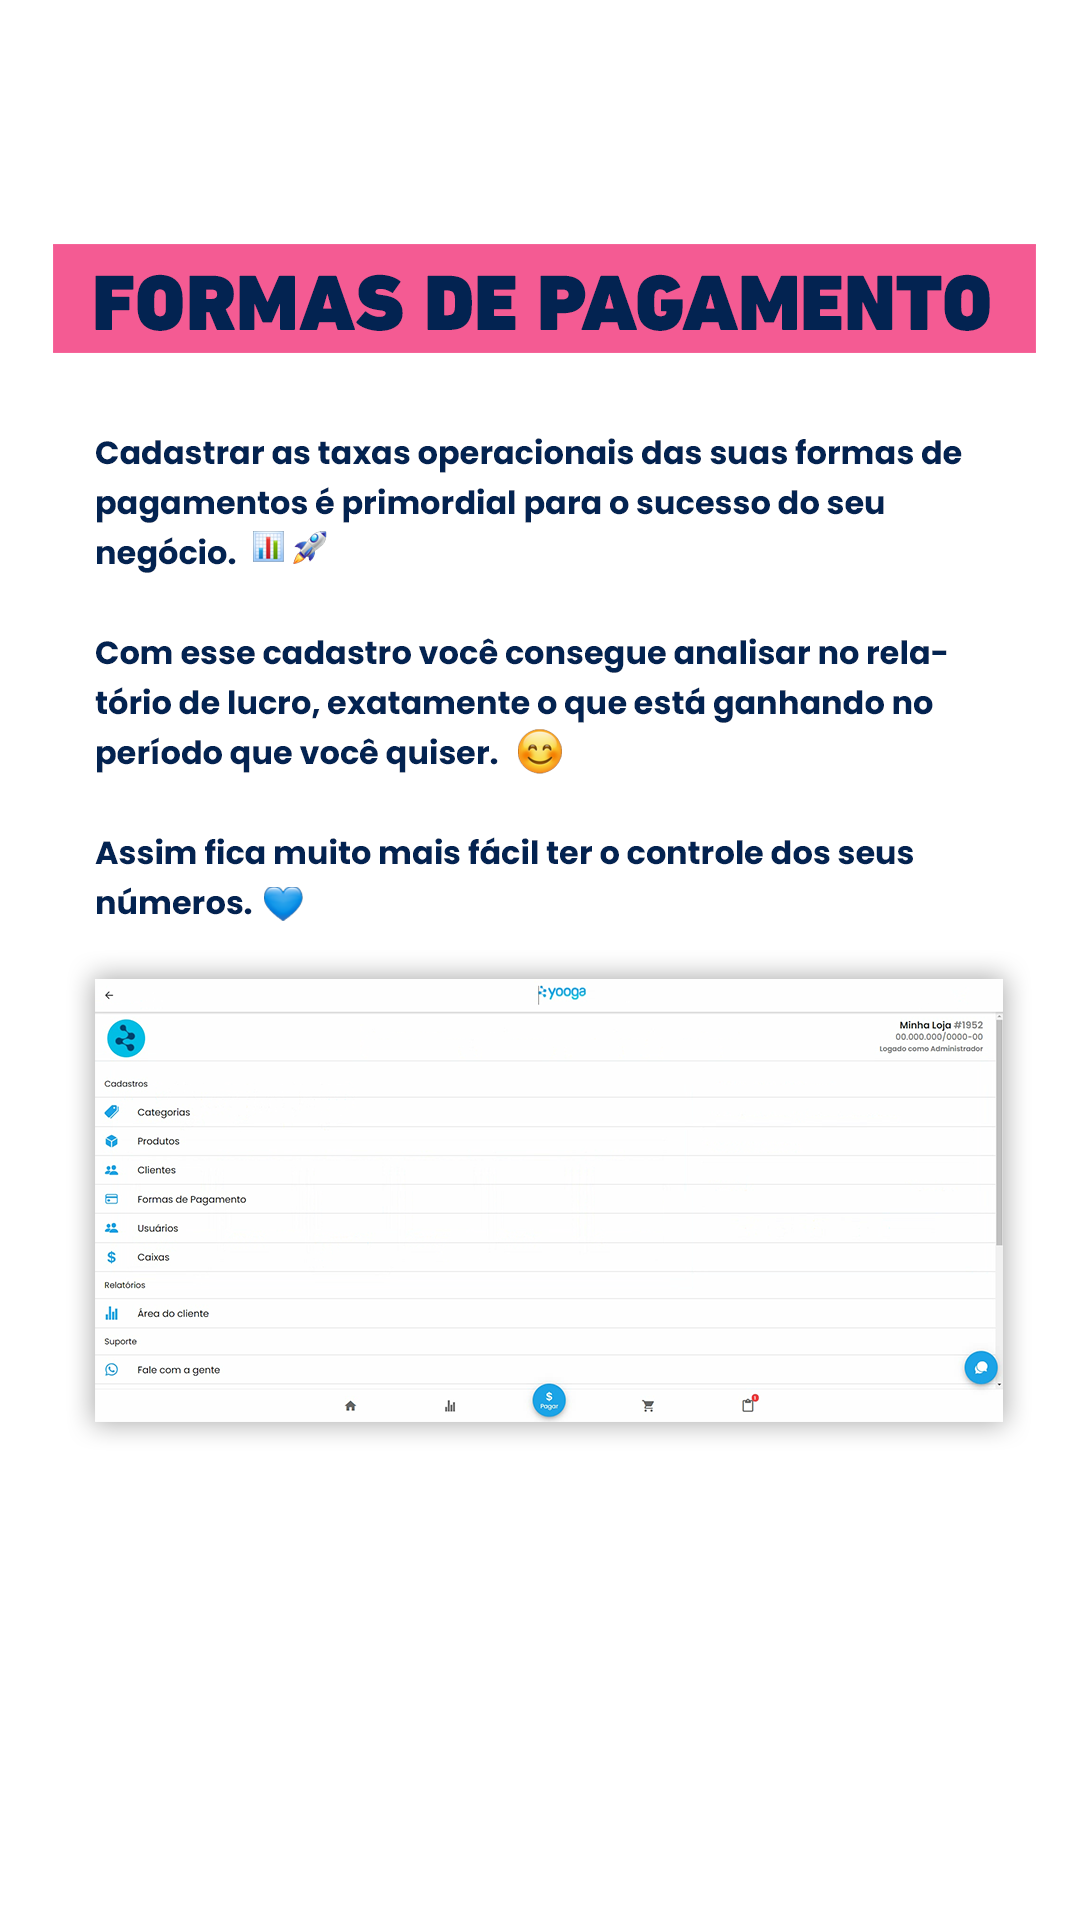 FORMAS DE PAGAMENTO
Cadastrar as taxas operacionais das suas formas de
pagamentos é primordial para o sucesso do seu
negócio. 📊 🚀
Com esse cadastro você consegue analisar no rela-
tório de lucro, exatamente o que está ganhando no
período que você quiser. 😊
Assim fica muito mais fácil ter o controle dos seus
números. 💙
yooga
Minha Loja #1952
00.000.000/0000-00
Logado como Administrador
Cadastros
Categorias
Produtos
Clientes
Formas de Pagamento
Usuários
$ Caixas
Relatórios
Área do cliente
Suporte
Fale com a gente
$
Pagar